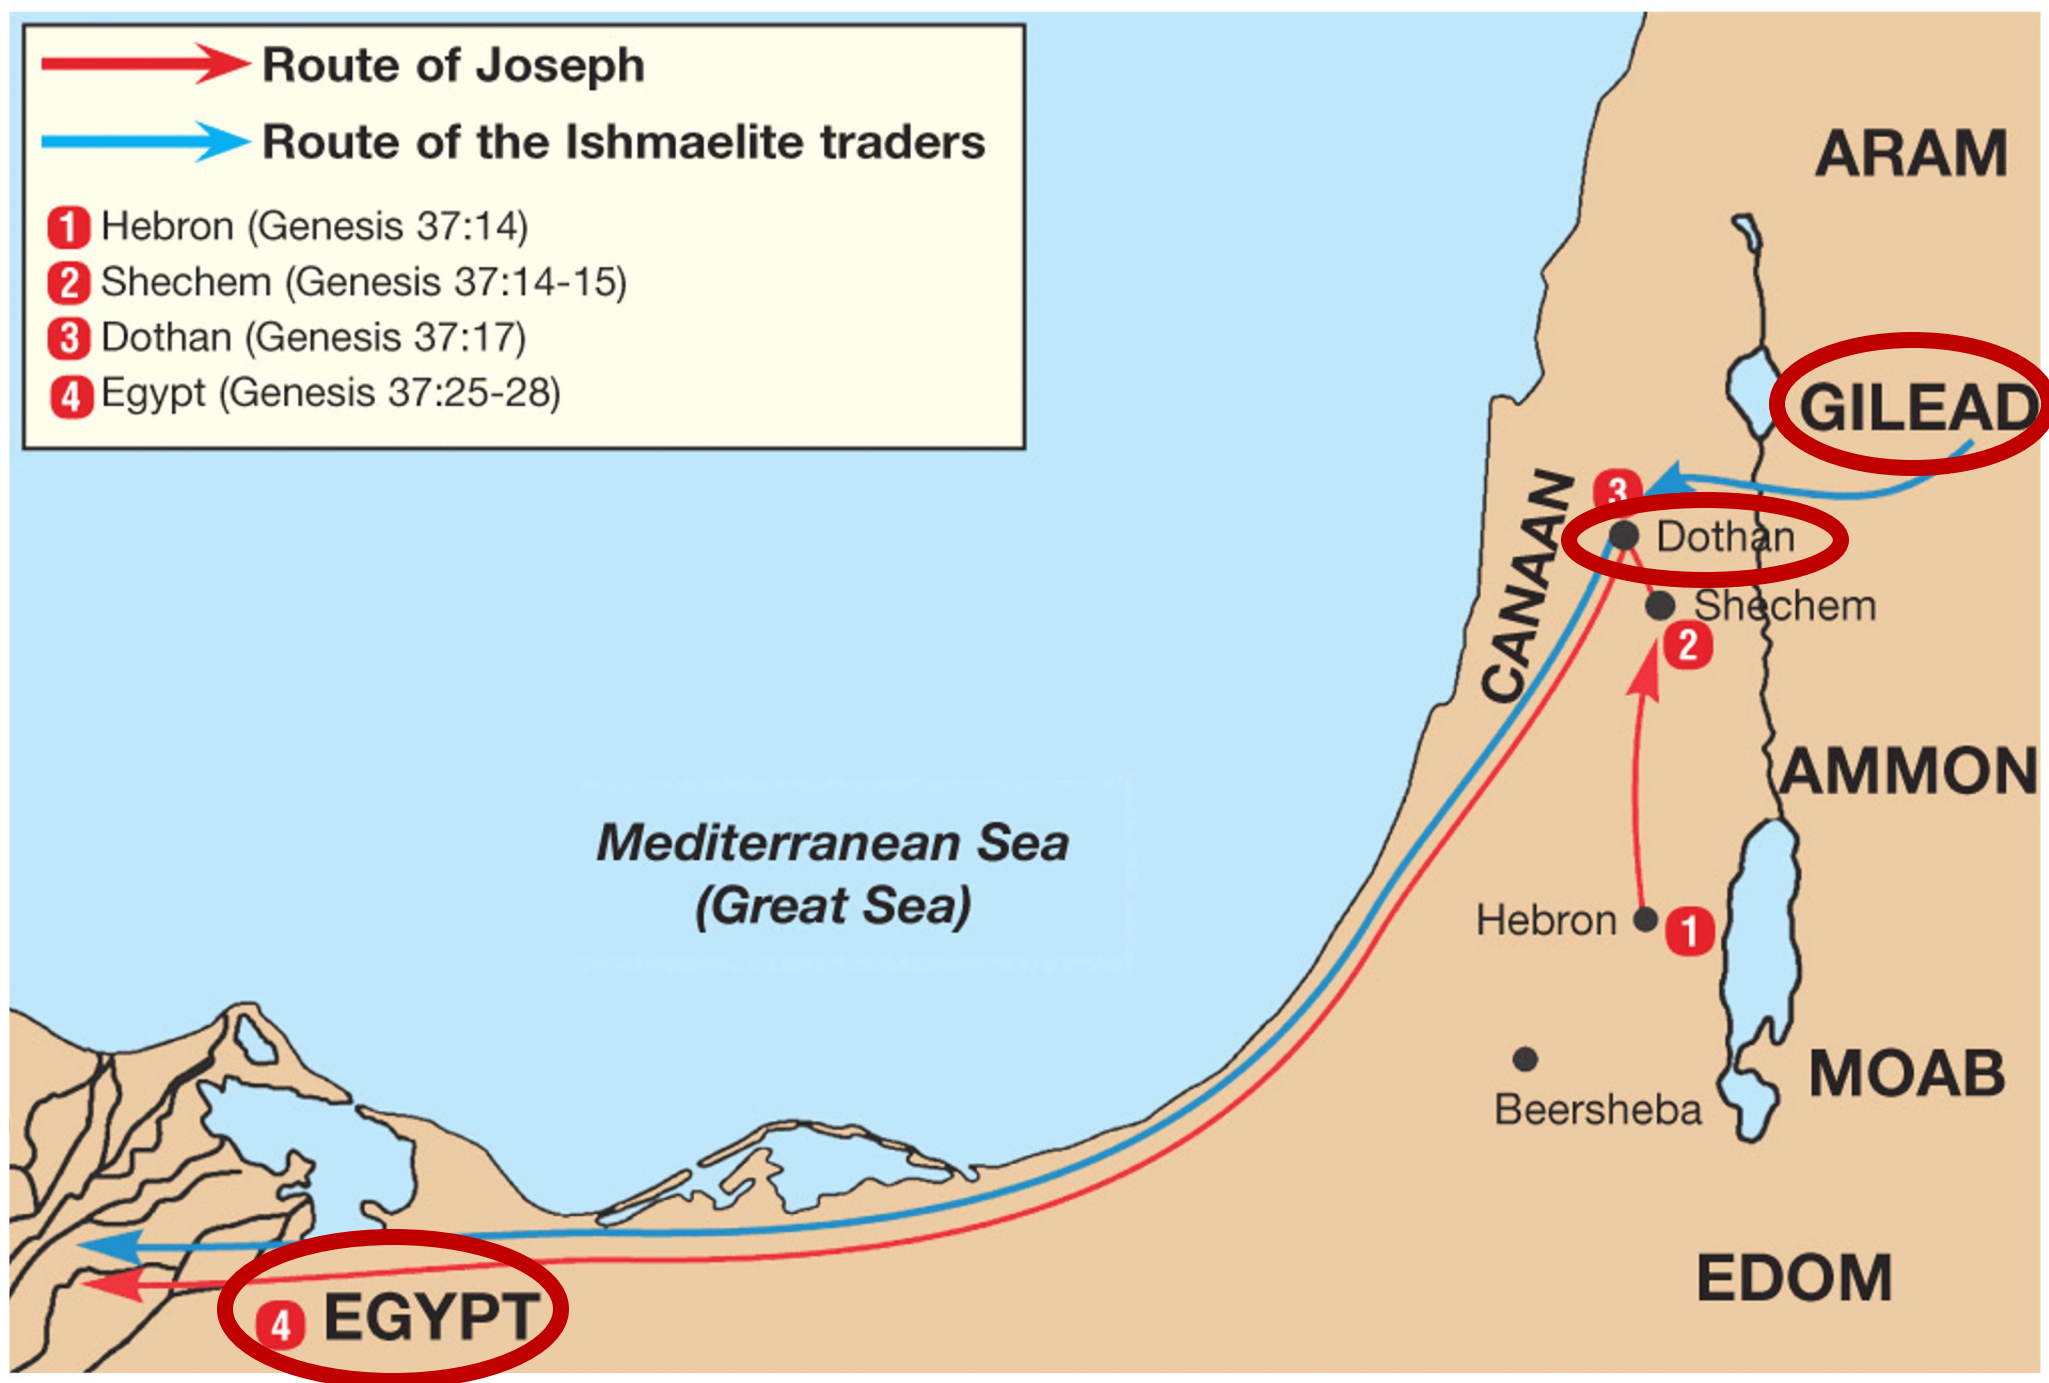 Route of Joseph
Route of the Ishmaelite traders
1 Hebron (Genesis 37:14)
2 Shechem (Genesis 37:14-15)
3 Dothan (Genesis 37:17)
4 Egypt (Genesis 37:25-28)
ARAM
GILEAD
3
Dothan
CANAAN
Shechem
2
AMMON
Mediterranean Sea
(Great Sea)
Hebron 1
MOAB
Beersheba
EDOM
4 EGYPT